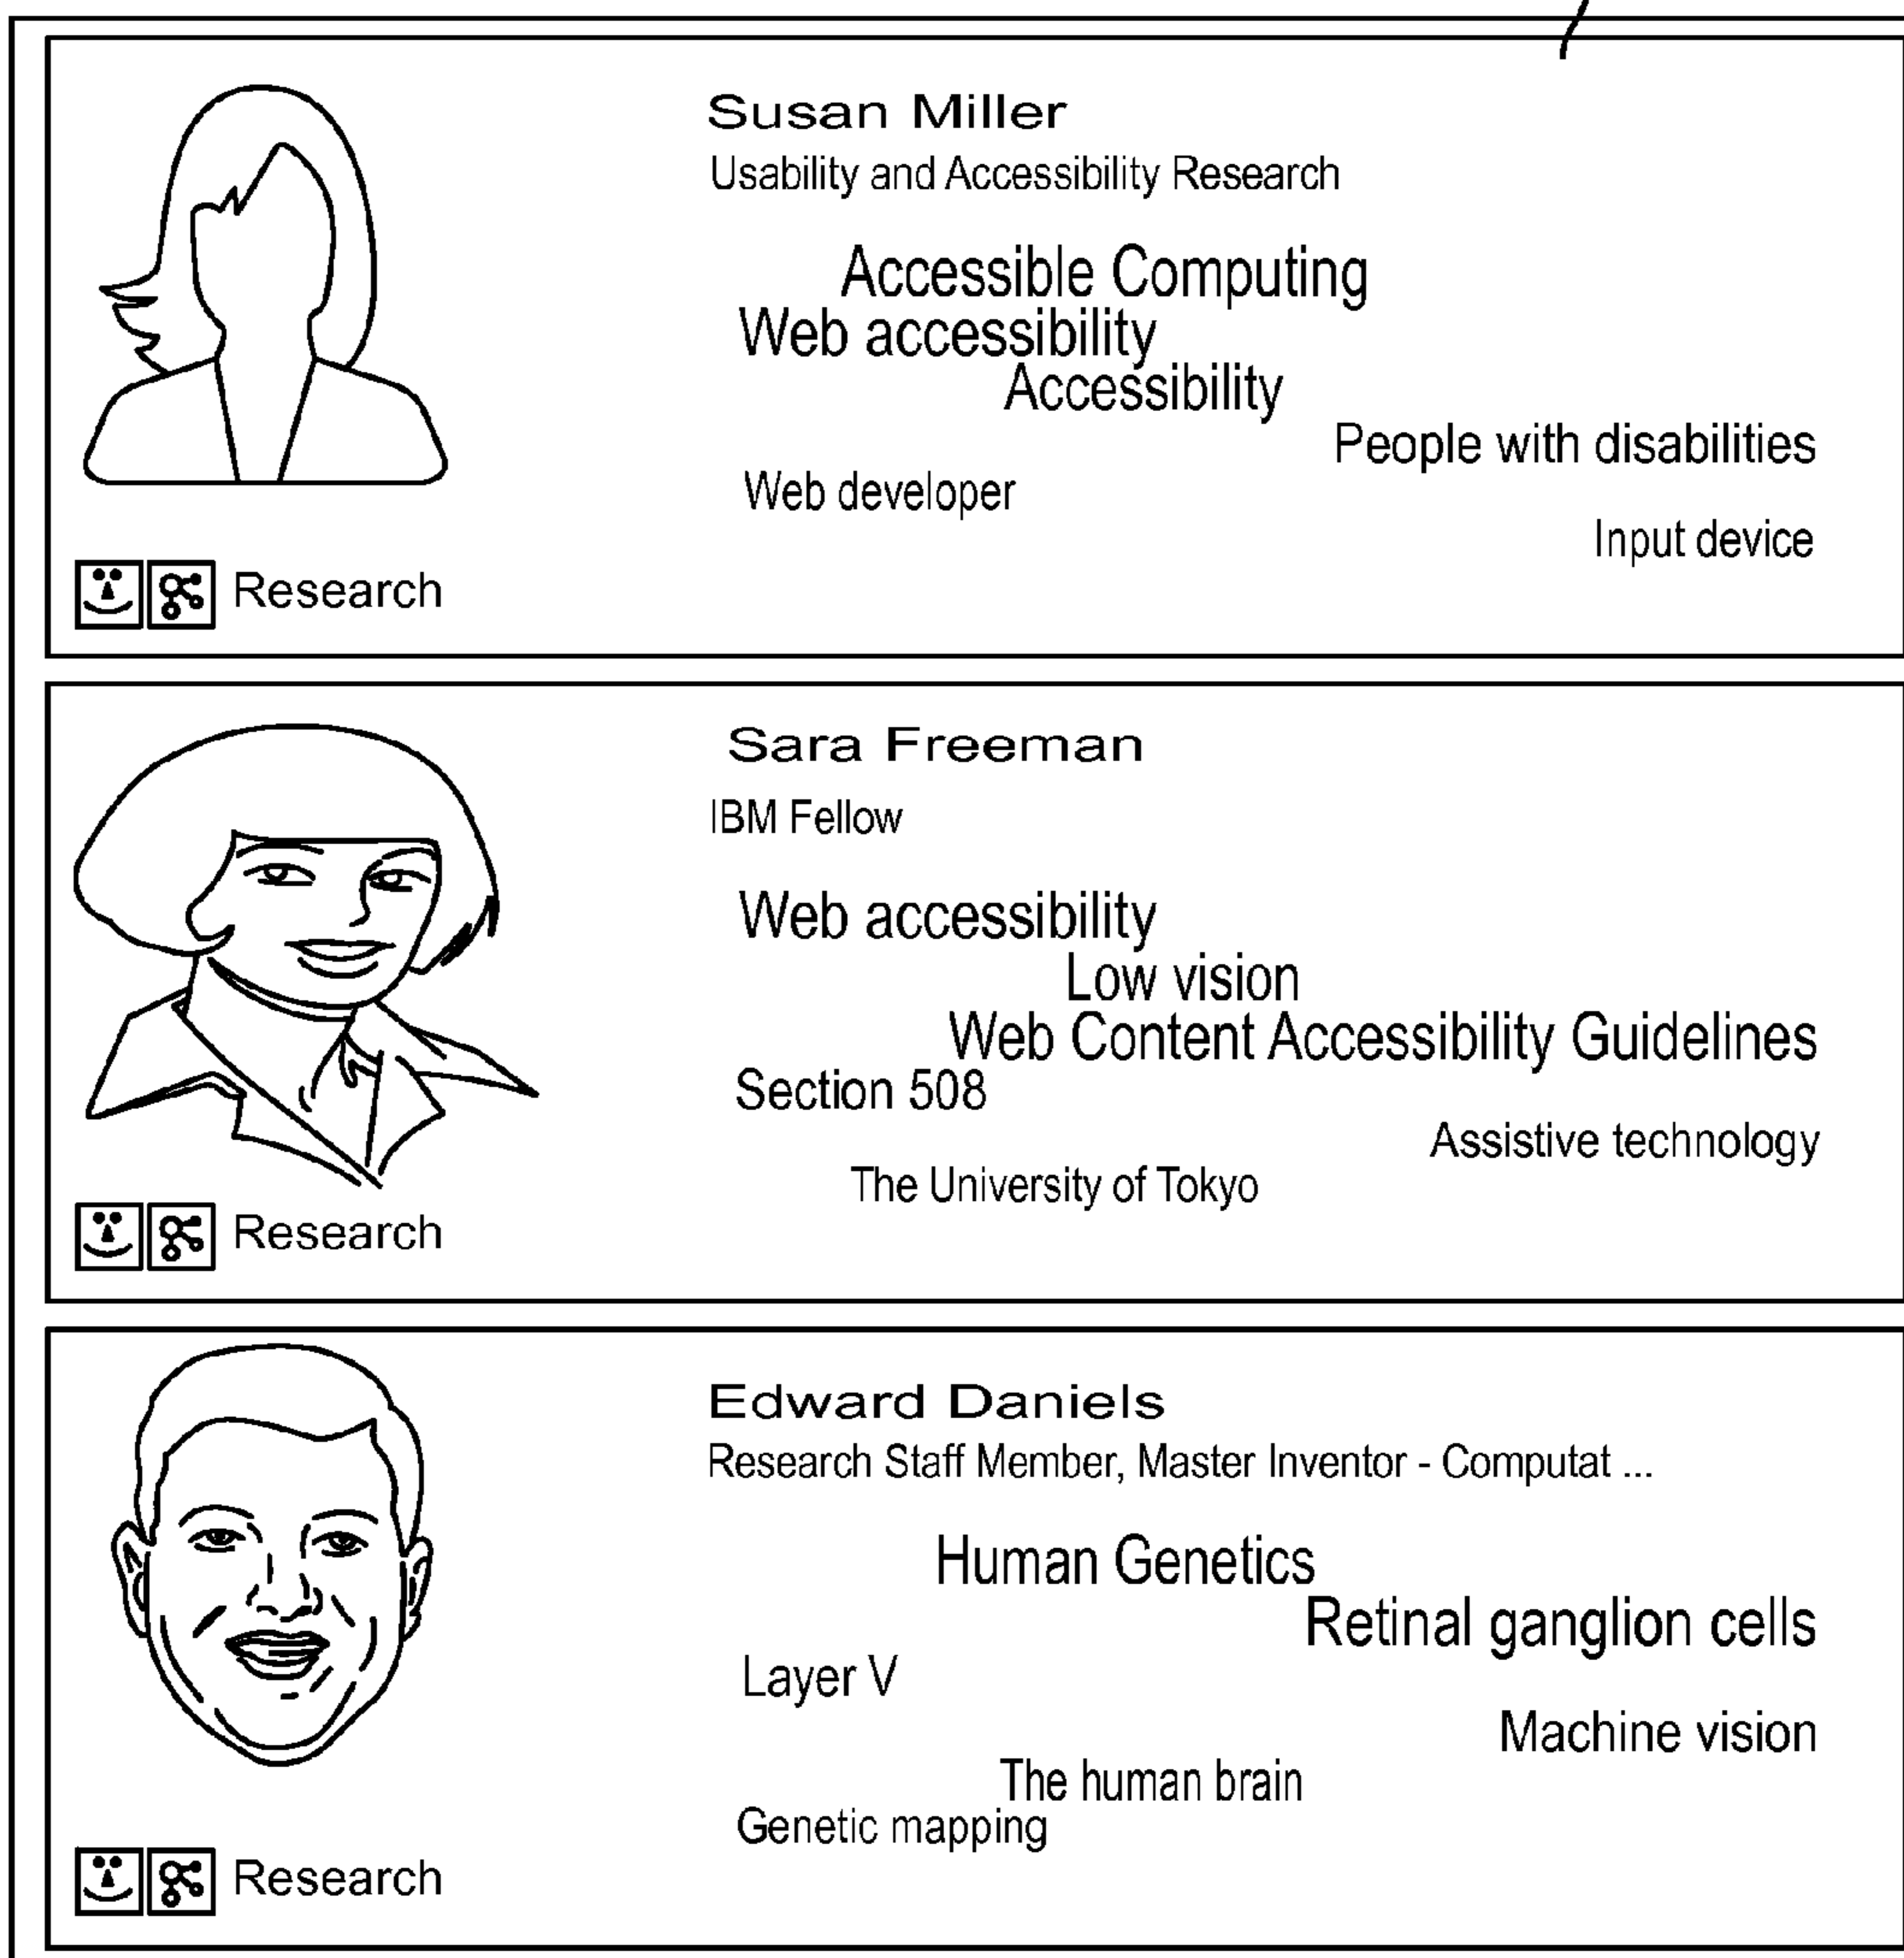 Susan Miller
Usability and Accessibility Research
Accessible Computing
Web accessibility
Accessibility
People with disabilities
Web developer
Input device
Research
Sara Freeman
IBM Fellow
Web accessibility
Low vision
Web Content Accessibility Guidelines
Section 508
Assistive technology
The University of Tokyo
Research
Edward Daniels
Research Staff Member, Master Inventor - Computat ...
Human Genetics
Retinal ganglion cells
Layer V
Machine vision
The human brain
Genetic mapping
Research